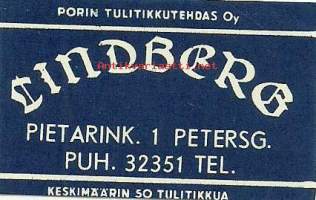 PORIN TULITIKKUTEHDAS Oy
LINDBERG
PIETARINK. 1 PETERSG.
PUH. 32351 TEL.
KESKIMÄÄRIN 50 TULITIKKUA